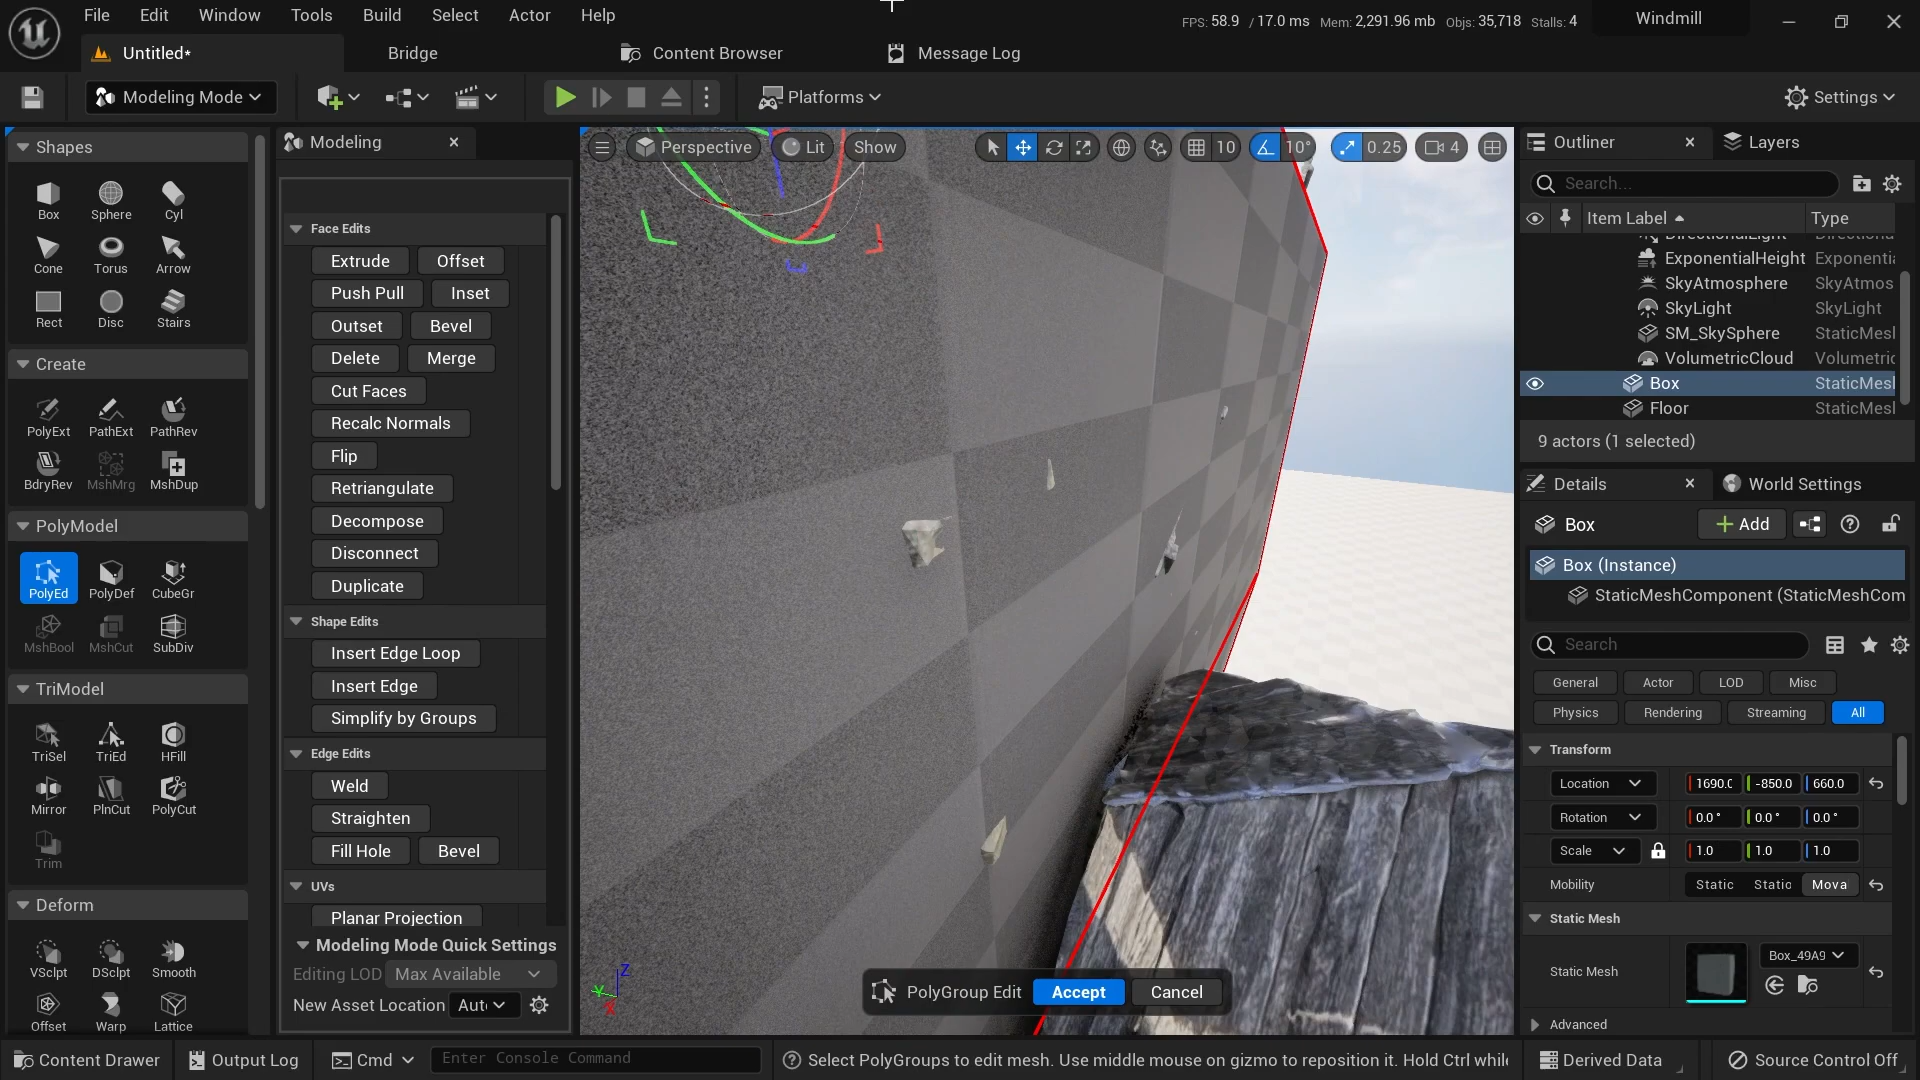 File Edit Window Tools Build Select Actor Help
FPS: 58.9 / 17.0 ms Mem: 2,291.96 mb Objs: 35,718 Stalls: 4
Windmill
Untitled*
Bridge
Content Browser
Message Log
Modeling Mode
Platforms
Settings
Shapes
Box Sphere Cyl
Cone Torus Arrow
Rect Disc Stairs
Create
PolyExt PathExt PathRev
BdryRev MshMrg MshDup
PolyModel
PolyEd PolyDef CubeGr
MshBool MshCut SubDiv
TriModel
TriSel TriEd HFill
Mirror PlnCut PolyCut
Trim
Deform
VSclpt DSclpt Smooth
Offset Warp Lattice
Modeling
Face Edits
Extrude Offset
Push Pull Inset
Outset Bevel
Delete Merge
Cut Faces
Recalc Normals
Flip
Retriangulate
Decompose
Disconnect
Duplicate
Shape Edits
Insert Edge Loop
Insert Edge
Simplify by Groups
Edge Edits
Weld
Straighten
Fill Hole Bevel
UVs
Planar Projection
Modeling Mode Quick Settings
Editing LOD Max Available
New Asset Location Aut
Perspective Lit Show
10 10° 0.25 4
Z
Y
X
PolyGroup Edit Accept Cancel
Outliner
Layers
Search...
Item Label Type
DirectionalLight Directiona
ExponentialHeight Exponentia
SkyAtmosphere SkyAtmos
SkyLight SkyLight
SM_SkySphere StaticMesl
VolumetricCloud Volumetric
Box StaticMesl
Floor StaticMesl
9 actors (1 selected)
Details
World Settings
Box
Add
Box (Instance)
StaticMeshComponent (StaticMeshCom
Search
General Actor LOD Misc
Physics Rendering Streaming All
Transform
Location 1690.0 -850.0 660.0
Rotation 0.0° 0.0° 0.0°
Scale 1.0 1.0 1.0
Mobility Static Statio Mova
Static Mesh
Static Mesh Box_49A9
Advanced
Content Drawer Output Log Cmd Enter Console Command
Select PolyGroups to edit mesh. Use middle mouse on gizmo to reposition it. Hold Ctrl while
Derived Data
Source Control Off